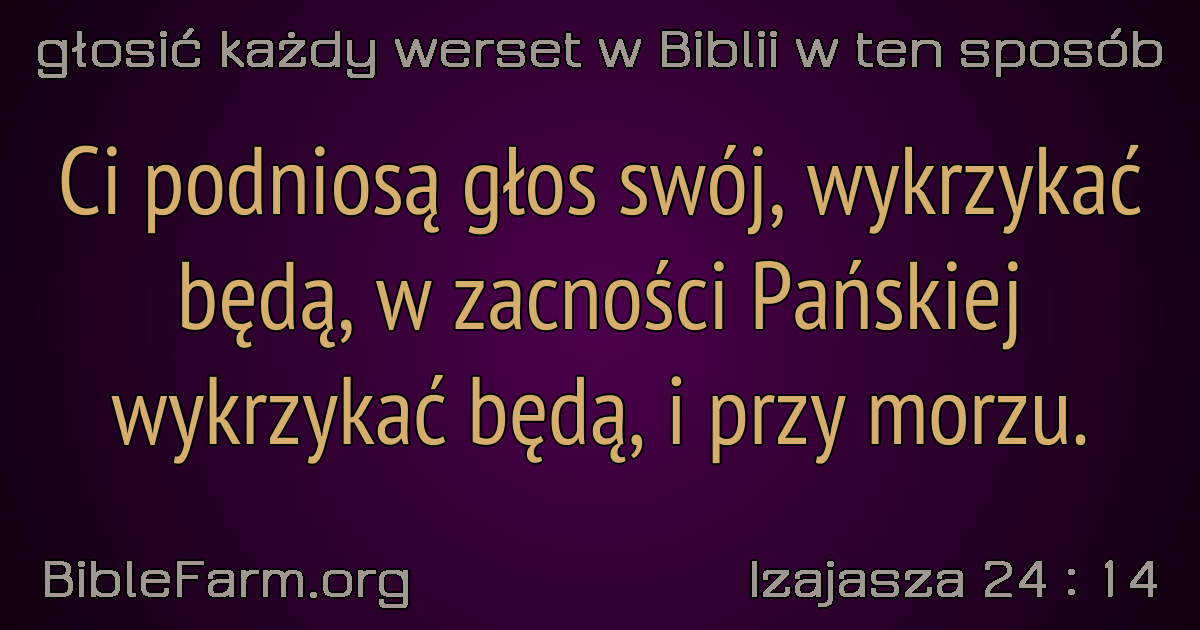 głosić każdy werset w Biblii w ten sposób
Ci podniosą głos swój, wykrzykać
będą, w zacności Pańskiej
wykrzykać będą, i przy morzu.
BibleFarm.org
Izajasza 24 : 14